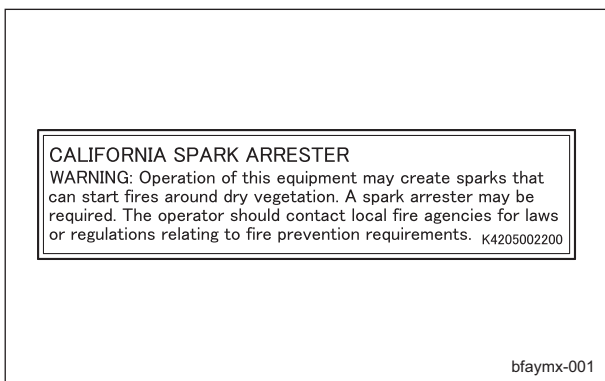 CALIFORNIA SPARK ARRESTER
WARNING: Operation of this equipment may create sparks that
can start fires around dry vegetation. A spark arrester may be
required. The operator should contact local fire agencies for laws
or regulations relating to fire prevention requirements. K4205002200
bfaymx-001